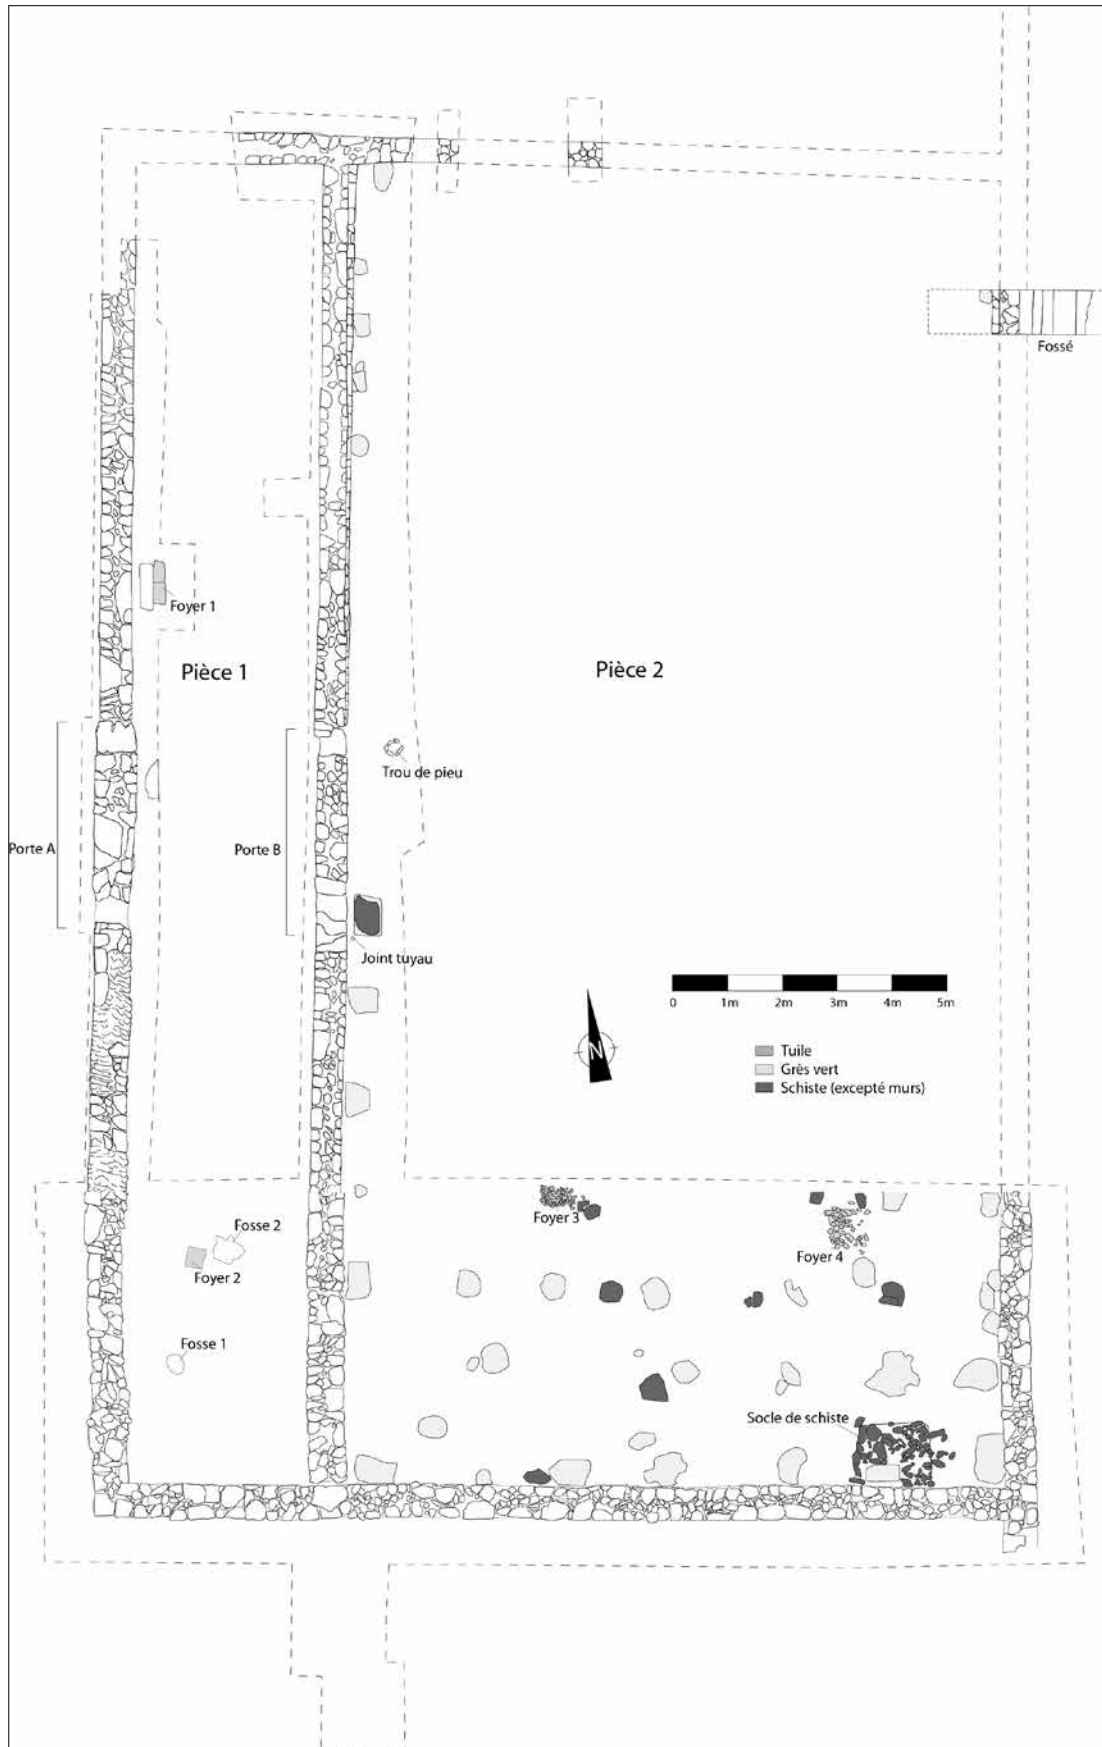 Fossé
Foyer 1
Pièce 1
Pièce 2
Trou de pieu
Porte A
Porte B
Joint tuyau
0 1m 2m 3m 4m 5m
N
Tuile
Grès vert
Schiste (excepté murs)
Foyer 3
Fosse 2
Foyer 4
Foyer 2
Fosse 1
Socle de schiste